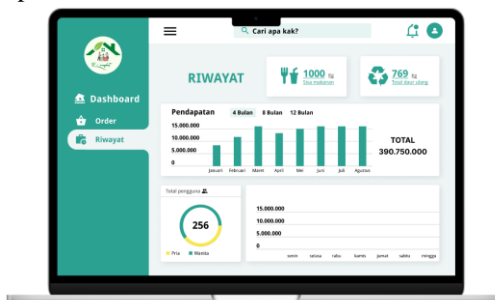 Cari apa kak?
RIWAYAT
1000
Sisa makanan
769
Total daur ulang
Dashboard
Order
Riwayat
Pendapatan 4 Bulan 8 Bulan 12 Bulan
15.000.000
10.000.000
5.000.000
0
Januari Februari Maret April Mei Juni Juli Agustus
TOTAL
390.750.000
Total pengguna
256
Pria Wanita
15.000.000
10.000.000
5.000.000
0
senin selasa rabu kamis jumat sabtu minggu